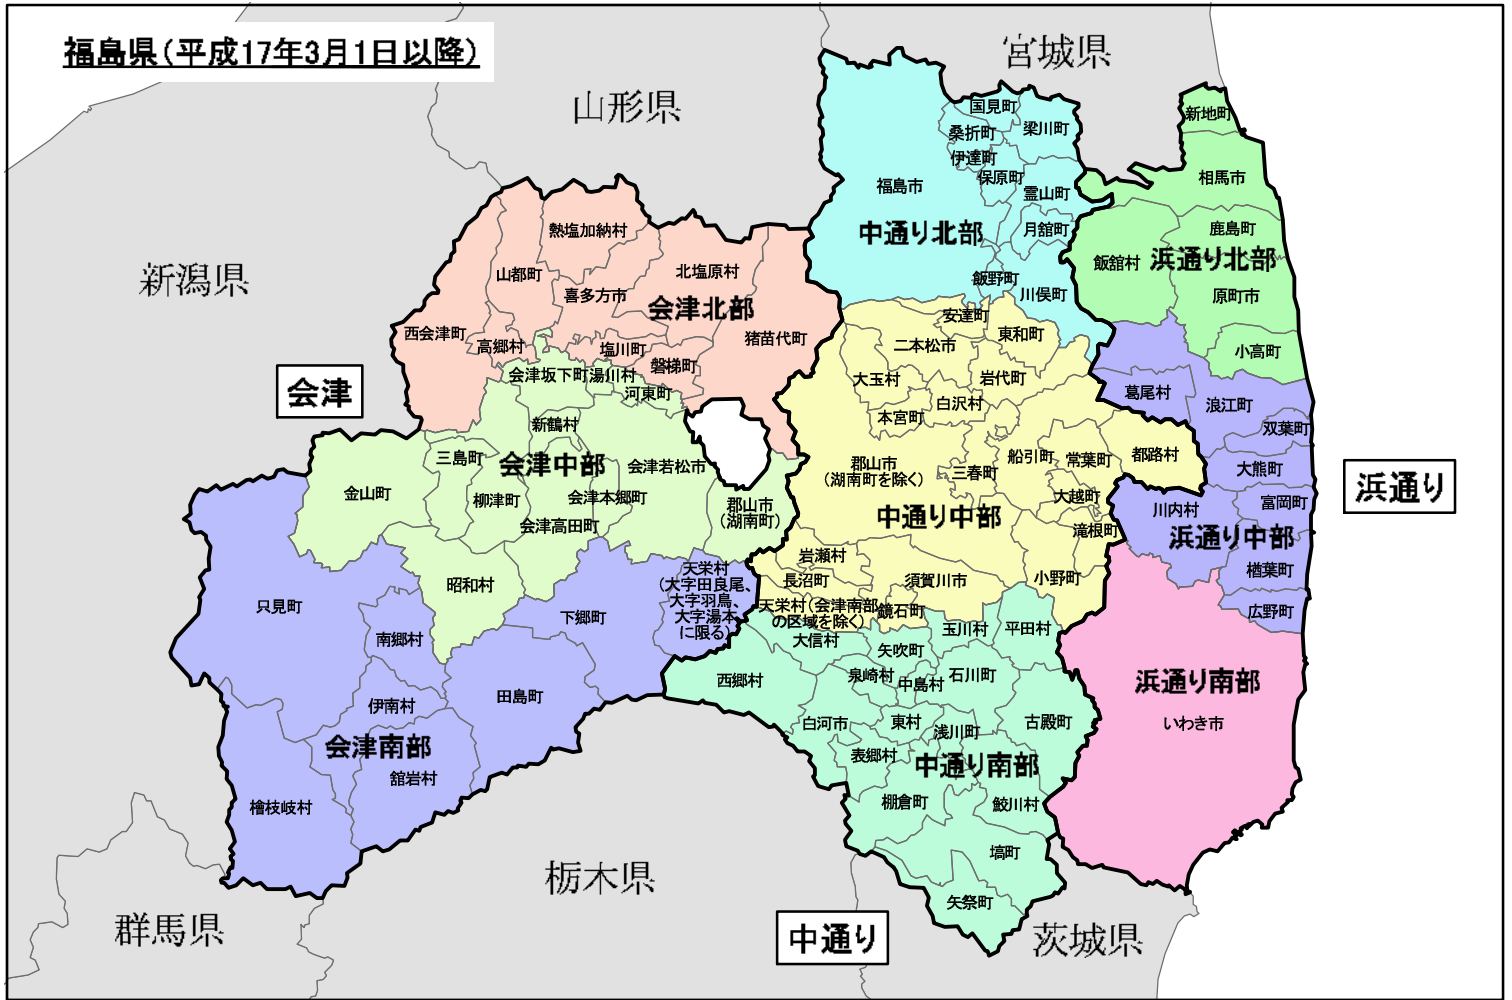 福島県（平成17年3月1日以降）
宮城県
山形県
新潟県
群馬県
栃木県
茨城県
会津
中通り
浜通り
国見町
桑折町
梁川町
伊達町
保原町
福島市
霊山町
月舘町
中通り北部
飯野町
川俣町
新地町
相馬市
鹿島町
飯舘村
浜通り北部
原町市
小高町
熱塩加納村
山都町
北塩原村
喜多方市
会津北部
西会津町
高郷村
塩川町
磐梯町
猪苗代町
会津坂下町
湯川村
河東町
新鶴村
三島町
会津中部
会津若松市
金山町
柳津町
会津本郷町
会津高田町
郡山市
（湖南町）
昭和村
只見町
南郷村
下郷町
天栄村
（大字田良尾、
大字羽鳥、
大字湯本
に限る）
伊南村
田島町
会津南部
舘岩村
檜枝岐村
安達町
東和町
二本松市
大玉村
岩代町
白沢村
本宮町
郡山市
（湖南町を除く）
三春町
船引町
常葉町
都路村
大越町
中通り中部
滝根町
岩瀬村
長沼町
須賀川市
小野町
天栄村（会津南部
の区域を除く）
鏡石町
玉川村
平田村
大信村
矢吹町
西郷村
泉崎村
中島村
石川町
白河市
東村
浅川町
古殿町
表郷村
中通り南部
棚倉町
鮫川村
塙町
矢祭町
葛尾村
浪江町
双葉町
大熊町
川内村
富岡町
浜通り中部
楢葉町
広野町
浜通り南部
いわき市